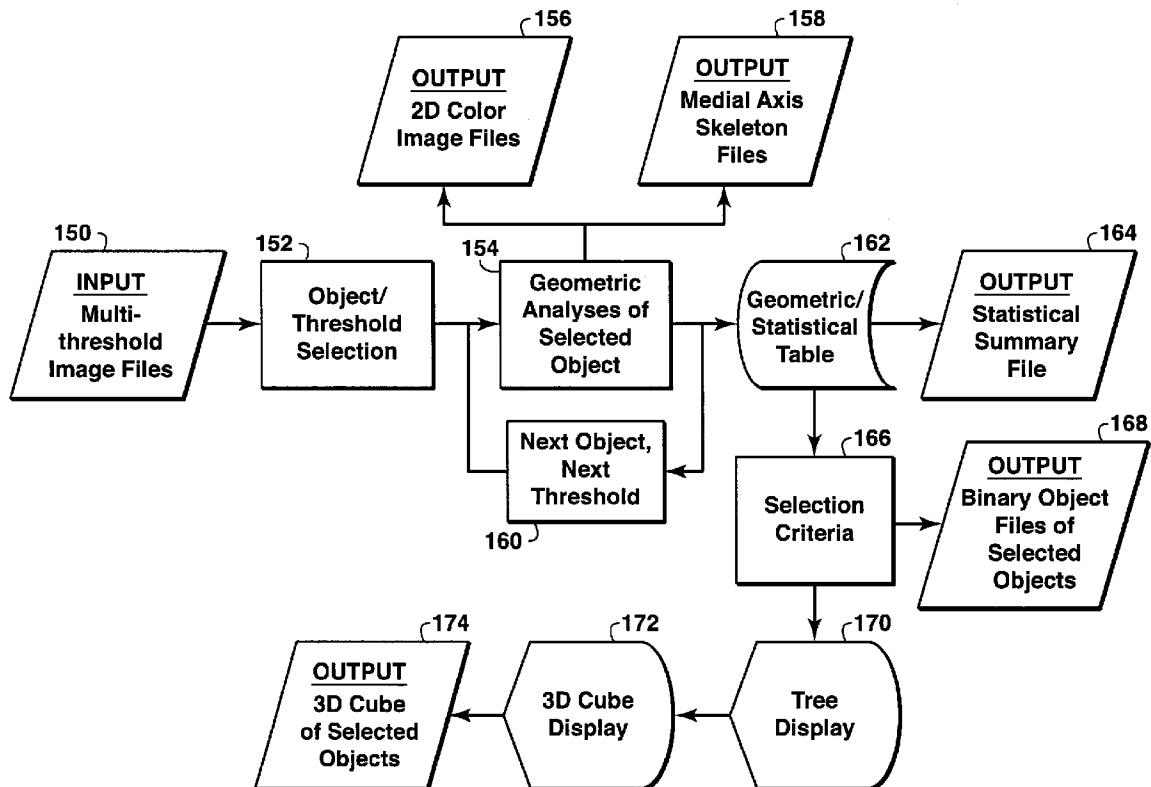 156
OUTPUT
2D Color
Image Files
158
OUTPUT
Medial Axis
Skeleton
Files
150
INPUT
Multi-
threshold
Image Files
152
Object/
Threshold
Selection
154
Geometric
Analyses of
Selected
Object
162
Geometric/
Statistical
Table
164
OUTPUT
Statistical
Summary
File
Next Object,
Next
Threshold
160
166
Selection
Criteria
168
OUTPUT
Binary Object
Files of
Selected
Objects
174
OUTPUT
3D Cube
of Selected
Objects
172
3D Cube
Display
170
Tree
Display